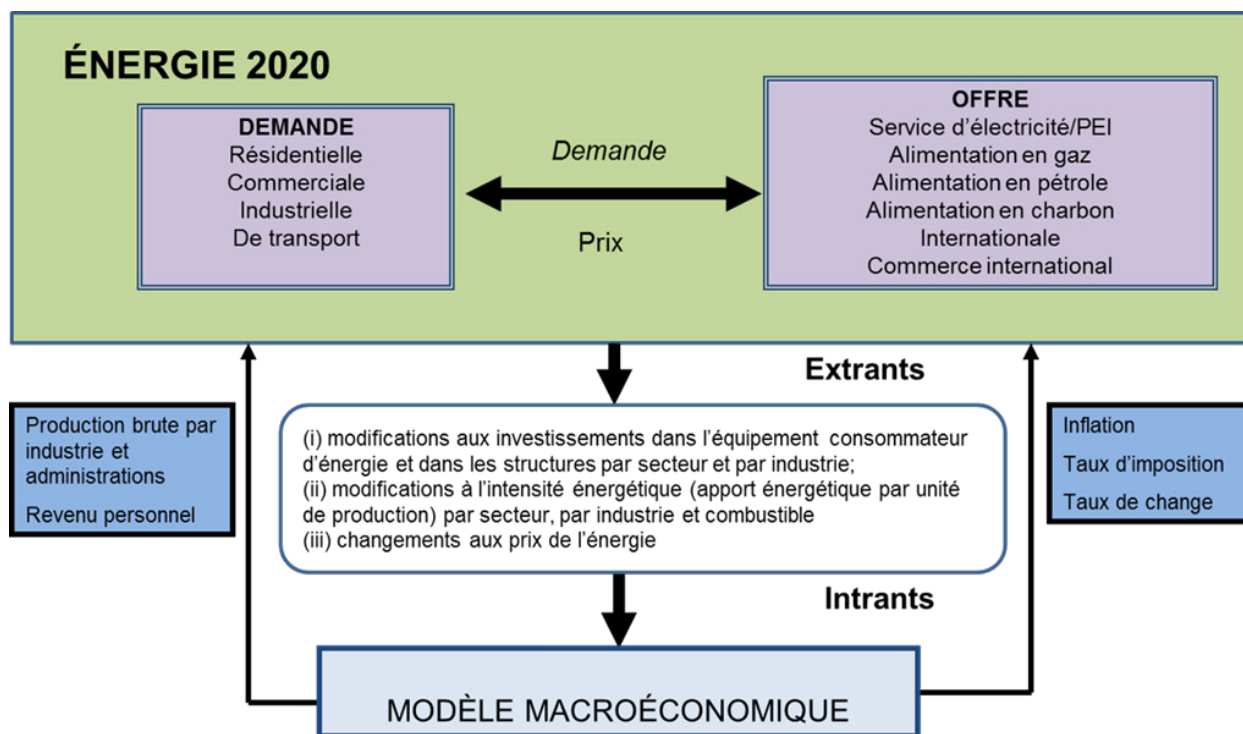 ÉNERGIE 2020
DEMANDE
Résidentielle
Commerciale
Industrielle
De transport
Demande
Prix
OFFRE
Service d’électricité/PEI
Alimentation en gaz
Alimentation en pétrole
Alimentation en charbon
Internationale
Commerce international
Extrants
Production brute par
industrie et
administrations
Revenu personnel
(i) modifications aux investissements dans l’équipement consommateur
d’énergie et dans les structures par secteur et par industrie;
(ii) modifications à l’intensité énergétique (apport énergétique par unité
de production) par secteur, par industrie et combustible
(iii) changements aux prix de l’énergie
Inflation
Taux d’imposition
Taux de change
Intrants
MODÈLE MACROÉCONOMIQUE